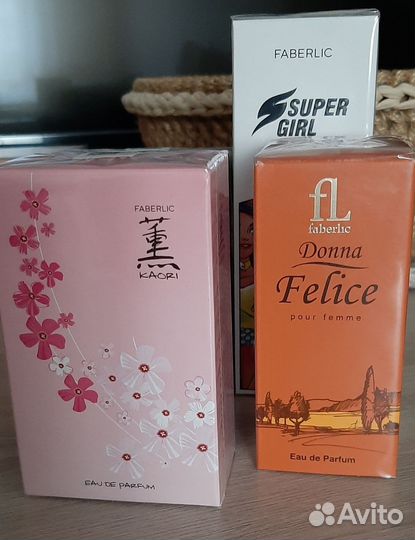 FABERLIC
SUPER
GIRL
FABERLIC
薫
KAORI
EAU DE PARFUM
fL
faberlic
Donna
Felice
pour femme
Eau de Parfum
Avito